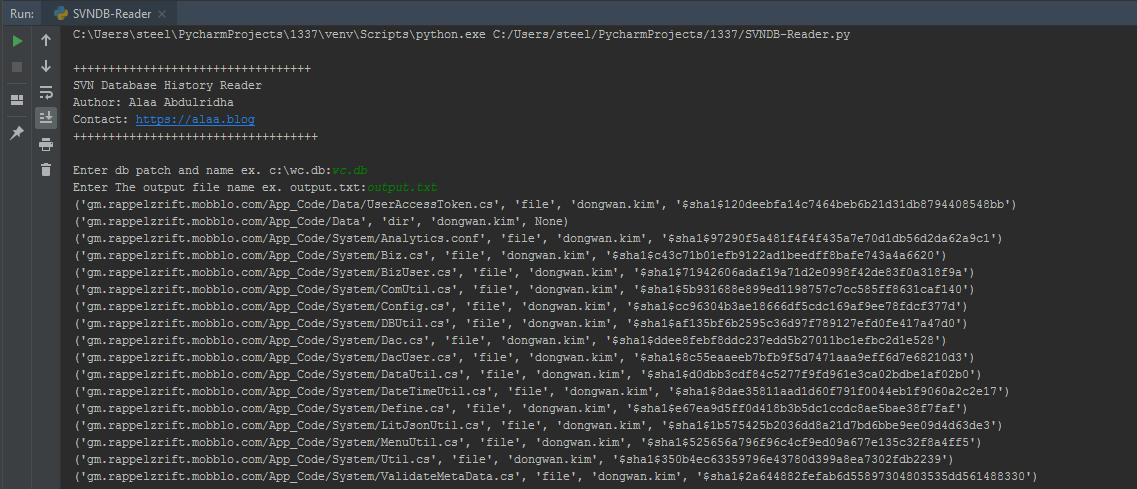 Run: SVNDB-Reader ×
C:\Users\steel\PycharmProjects\1337\venv\Scripts\python.exe C:/Users/steel/PycharmProjects/1337/SVNDB-Reader.py
++++++++++++++++++++++++++++++++++
SVN Database History Reader
Author: Alaa Abdulridha
Contact: https://alaa.blog
+++++++++++++++++++++++++++++++++++
Enter db patch and name ex. c:\wc.db:wc.db
Enter The output file name ex. output.txt:output.txt
('gm.rappelzrift.mobblo.com/App_Code/Data/UserAccessToken.cs', 'file', 'dongwan.kim', '$sha1$120deebfa14c7464beb6b21d31db8794408548bb')
('gm.rappelzrift.mobblo.com/App_Code/Data', 'dir', 'dongwan.kim', None)
('gm.rappelzrift.mobblo.com/App_Code/System/Analytics.conf', 'file', 'dongwan.kim', '$sha1$97290f5a481f4f4f435a7e70d1db56d2da62a9c1')
('gm.rappelzrift.mobblo.com/App_Code/System/Biz.cs', 'file', 'dongwan.kim', '$sha1$c43c71b01efb9122ad1beedff8bafe743a4a6620')
('gm.rappelzrift.mobblo.com/App_Code/System/BizUser.cs', 'file', 'dongwan.kim', '$sha1$71942606adaf19a71d2e0998f42de83f0a318f9a')
('gm.rappelzrift.mobblo.com/App_Code/System/ComUtil.cs', 'file', 'dongwan.kim', '$sha1$5b931688e899ed1198757c7cc585ff8631caf140')
('gm.rappelzrift.mobblo.com/App_Code/System/Config.cs', 'file', 'dongwan.kim', '$sha1$cc96304b3ae18666df5cdc169af9ee78fdcf377d')
('gm.rappelzrift.mobblo.com/App_Code/System/DBUtil.cs', 'file', 'dongwan.kim', '$sha1$af135bf6b2595c36d97f789127efd0fe417a47d0')
('gm.rappelzrift.mobblo.com/App_Code/System/Dac.cs', 'file', 'dongwan.kim', '$sha1$ddee8febf8ddc237edd5b27011bc1efbc2d1e528')
('gm.rappelzrift.mobblo.com/App_Code/System/DacUser.cs', 'file', 'dongwan.kim', '$sha1$8c55eaaeeb7bfb9f5d7471aaa9eff6d7e68210d3')
('gm.rappelzrift.mobblo.com/App_Code/System/DataUtil.cs', 'file', 'dongwan.kim', '$sha1$d0dbb3cdf84c5277f9fd961e3ca02bdbe1af02b0')
('gm.rappelzrift.mobblo.com/App_Code/System/DateTimeUtil.cs', 'file', 'dongwan.kim', '$sha1$8dae35811aad1d60f791f0044eb1f9060a2c2e17')
('gm.rappelzrift.mobblo.com/App_Code/System/Define.cs', 'file', 'dongwan.kim', '$sha1$e67ea9d5ff0d418b3b5dc1ccdc8ae5bae38f7faf')
('gm.rappelzrift.mobblo.com/App_Code/System/LitJsonUtil.cs', 'file', 'dongwan.kim', '$sha1$1b575425b2036dd8a21d7bd6bbe9ee09d4d63de3')
('gm.rappelzrift.mobblo.com/App_Code/System/MenuUtil.cs', 'file', 'dongwan.kim', '$sha1$525656a796f96c4cf9ed09a677e135c32f8a4ff5')
('gm.rappelzrift.mobblo.com/App_Code/System/Util.cs', 'file', 'dongwan.kim', '$sha1$350b4ec63359796e43780d399a8ea7302fdb2239')
('gm.rappelzrift.mobblo.com/App_Code/System/ValidateMetaData.cs', 'file', 'dongwan.kim', '$sha1$2a644882fefab6d558973048035​35dd561488330')